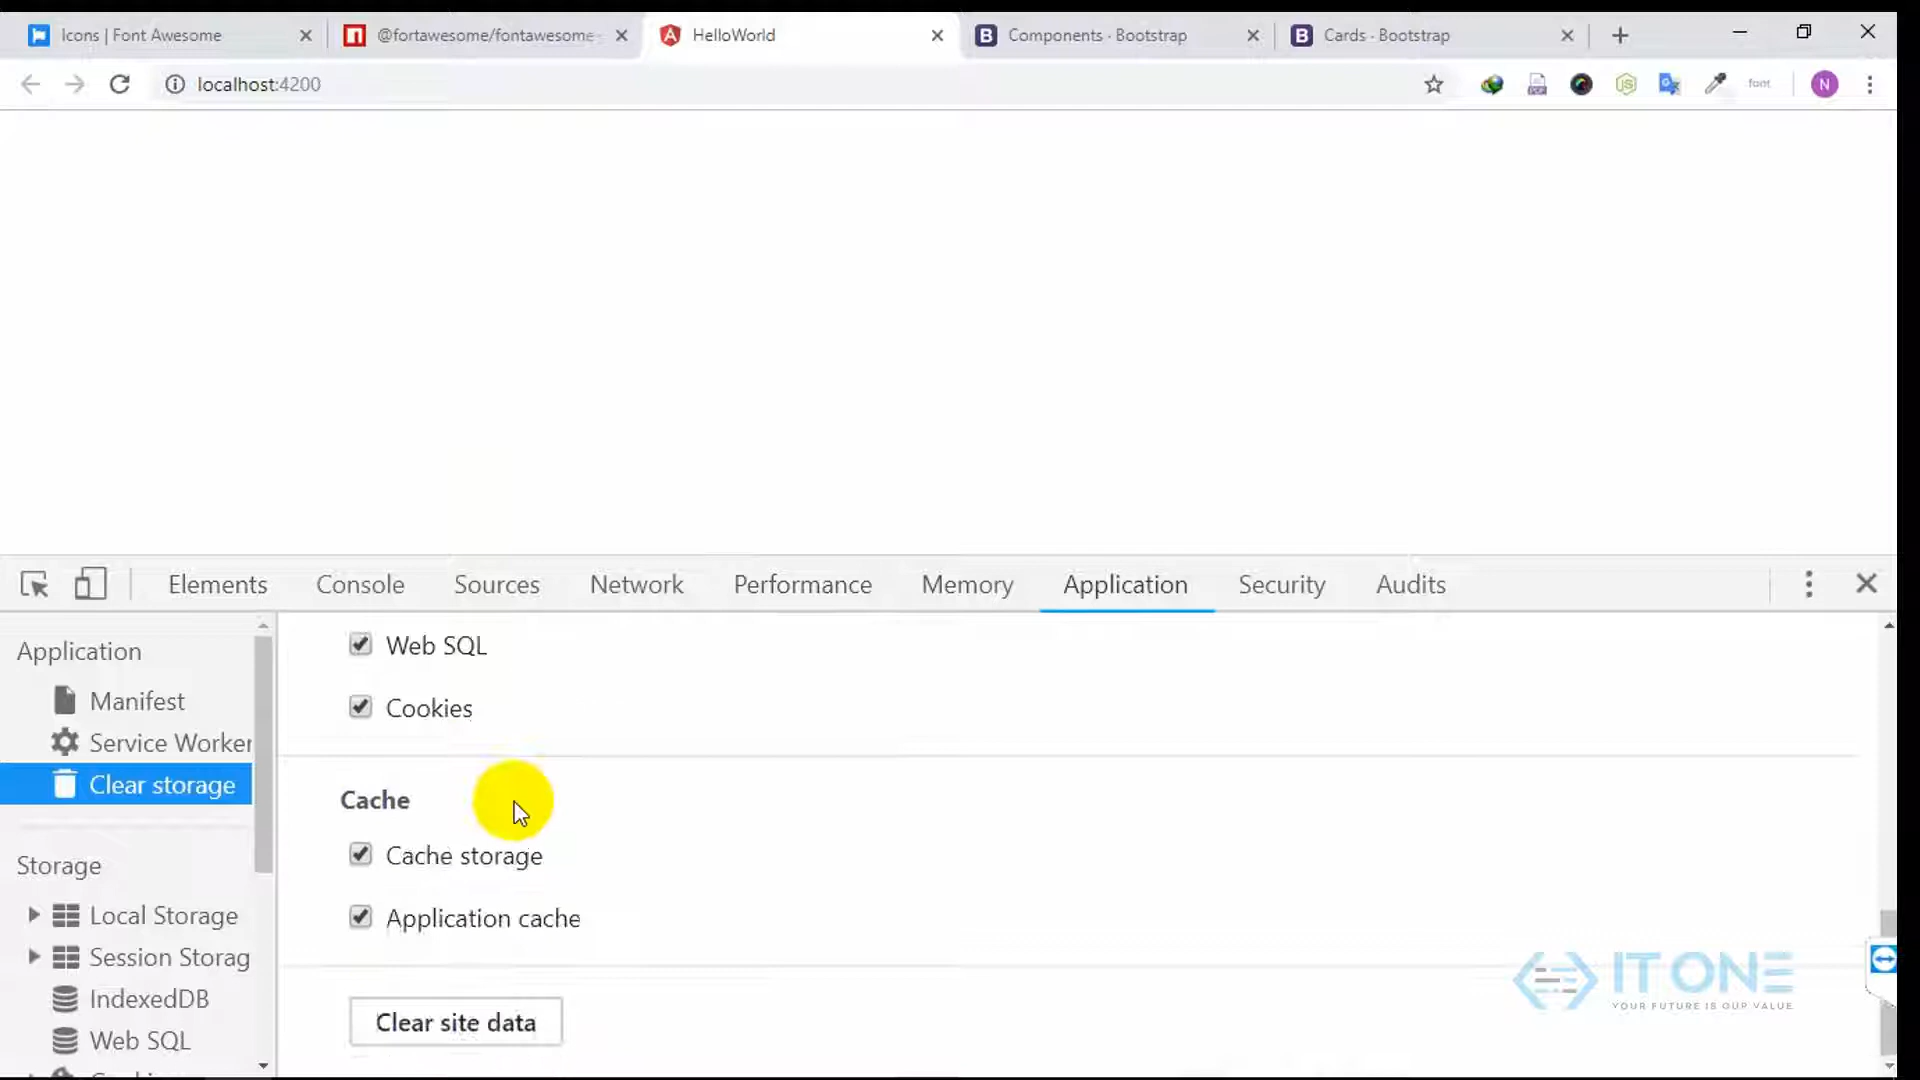 Icons | Font Awesome
@fortawesome/fontawesome-
HelloWorld
Components · Bootstrap
Cards · Bootstrap
localhost:4200
font
N
Elements
Console
Sources
Network
Performance
Memory
Application
Security
Audits
Application
Manifest
Service Worker
Clear storage
Storage
Local Storage
Session Storag
IndexedDB
Web SQL
Web SQL
Cookies
Cache
Cache storage
Application cache
Clear site data
IT ONE
YOUR FUTURE IS OUR VALUE